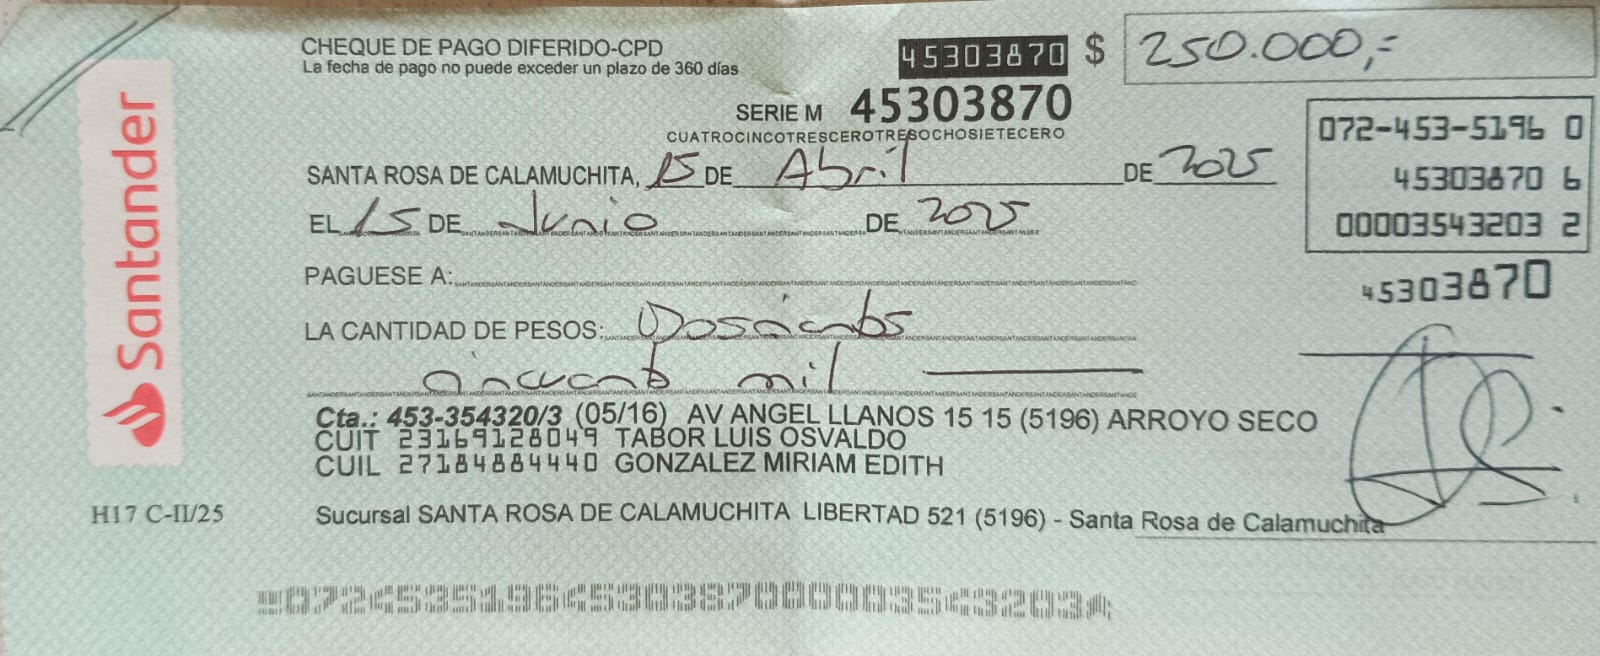 Santander
CHEQUE DE PAGO DIFERIDO-CPD
La fecha de pago no puede exceder un plazo de 360 días
45303870 $ 250.000,=
SERIE M 45303870
CUATROCINCOTRESCEROTRESOCHOSIETECERO
072-453-5196 0
45303870 6
00003543203 2
45303870
SANTA ROSA DE CALAMUCHITA, 15 DE Abril DE 2025
EL 15 DE Junio DE 2025
PAGUESE A:
LA CANTIDAD DE PESOS: Doscientos
cincuenta mil
Cta.: 453-354320/3 (05/16) AV ANGEL LLANOS 15 15 (5196) ARROYO SECO
CUIT 23169128049 TABOR LUIS OSVALDO
CUIL 27184884440 GONZALEZ MIRIAM EDITH
H17 C-II/25
Sucursal SANTA ROSA DE CALAMUCHITA LIBERTAD 521 (5196) - Santa Rosa de Calamuchita
07245351964530387000003543203